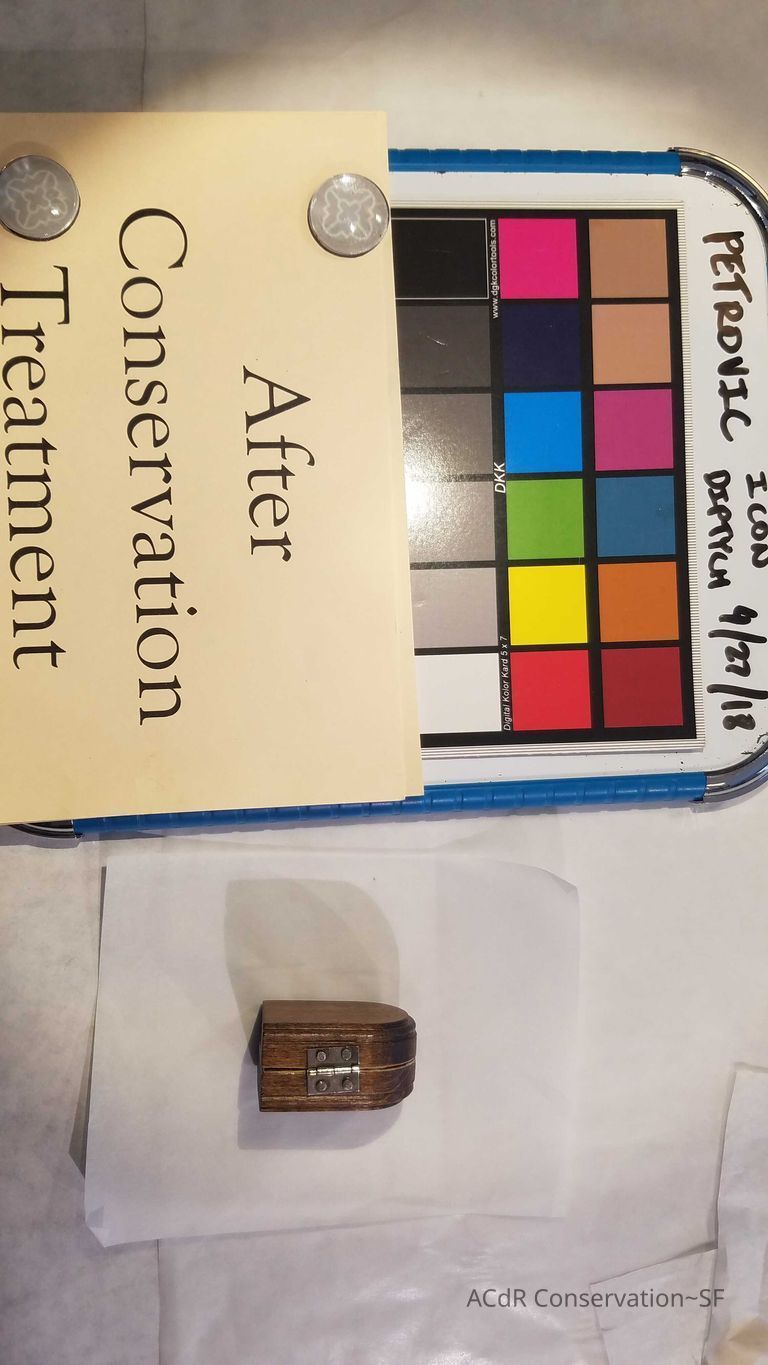 PETROVIC ICON DIPTYCH 9/27/18
www.dgkcolortools.com
DKK
Digital Kolor Kard 5 x 7
After
Conservation
Treatment
ACdR Conservation~SF